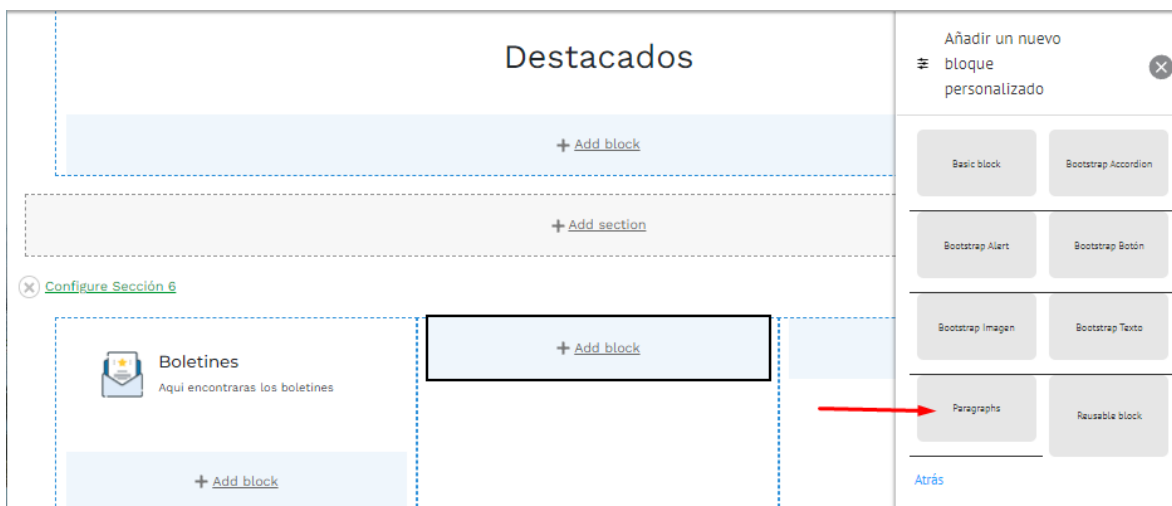 Destacados
Add block
Add section
Configure Sección 6
Boletines
Aqui encontraras los boletines
Add block
Add block
Añadir un nuevo
bloque
personalizado
Basic block
Bootstrap Accordion
Bootstrap Alert
Bootstrap Botón
Bootstrap Imagen
Bootstrap Texto
Paragraphs
Reusable block
Atrás